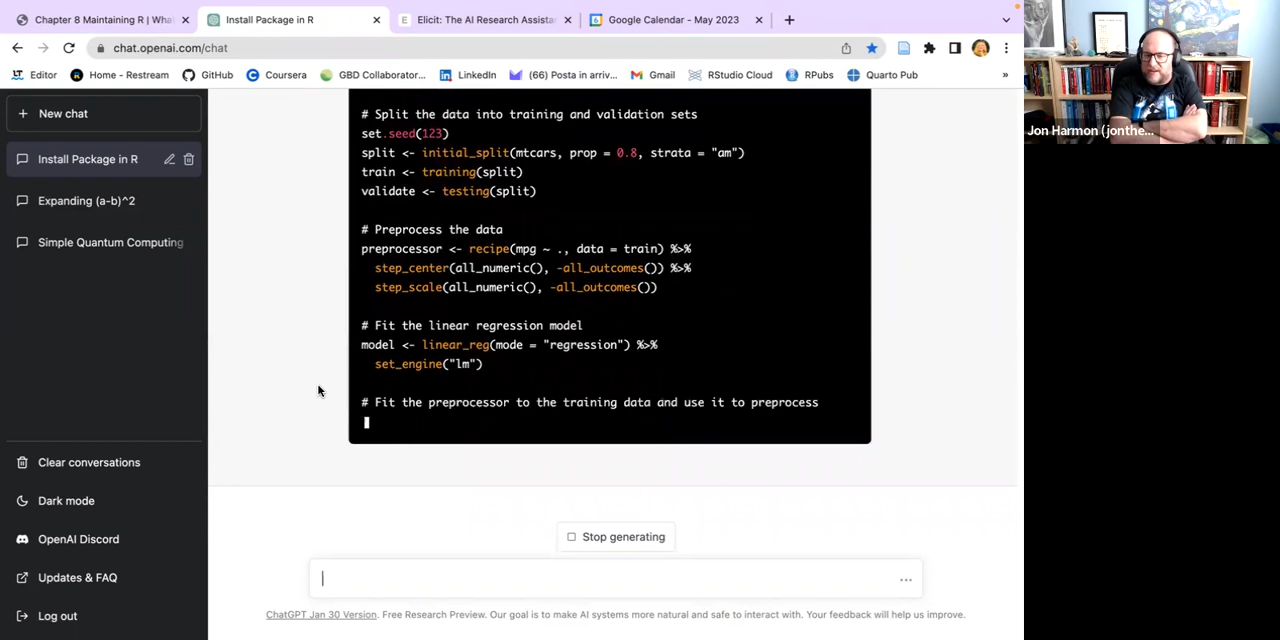 Chapter 8 Maintaining R | Wha
Install Package in R
Elicit: The AI Research Assista
Google Calendar - May 2023
chat.openai.com/chat
Editor
Home - Restream
GitHub
Coursera
GBD Collaborator...
LinkedIn
(66) Posta in arriv...
Gmail
RStudio Cloud
RPubs
Quarto Pub
»
New chat
Install Package in R
Expanding (a-b)^2
Simple Quantum Computing
Clear conversations
Dark mode
OpenAI Discord
Updates & FAQ
Log out
# Split the data into training and validation sets
set.seed(123)
split <- initial_split(mtcars, prop = 0.8, strata = "am")
train <- training(split)
validate <- testing(split)
# Preprocess the data
preprocessor <- recipe(mpg ~ ., data = train) %>%
step_center(all_numeric(), -all_outcomes()) %>%
step_scale(all_numeric(), -all_outcomes())
# Fit the linear regression model
model <- linear_reg(mode = "regression") %>%
set_engine("lm")
# Fit the preprocessor to the training data and use it to preprocess
Stop generating
ChatGPT Jan 30 Version. Free Research Preview. Our goal is to make AI systems more natural and safe to interact with. Your feedback will help us improve.
Jon Harmon (jonthe...